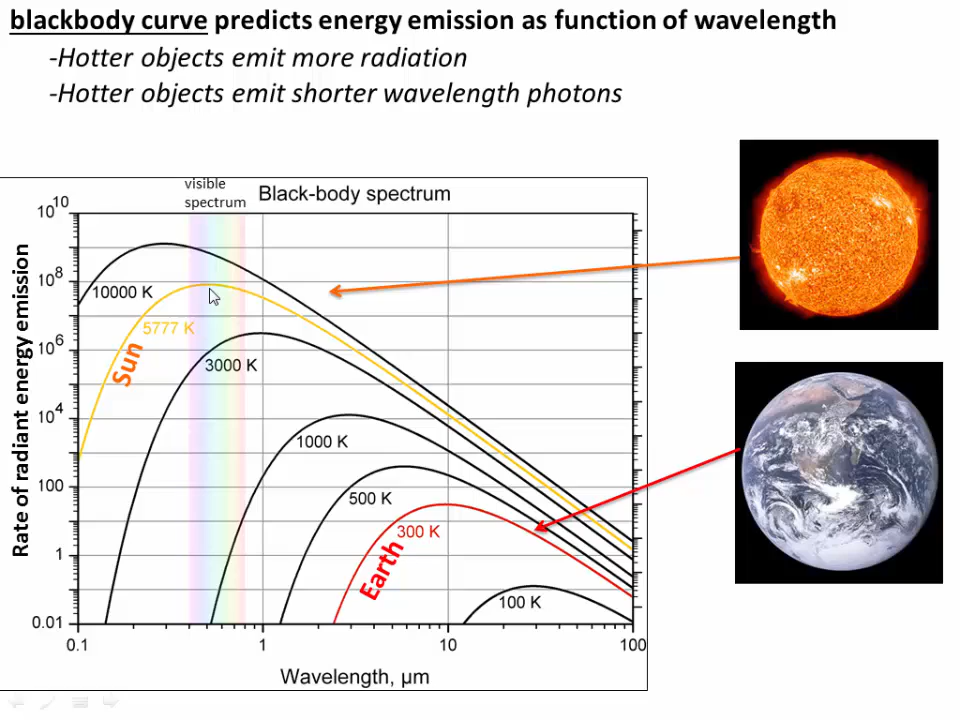 blackbody curve predicts energy emission as function of wavelength
-Hotter objects emit more radiation
-Hotter objects emit shorter wavelength photons
visible
spectrum
Black-body spectrum
Rate of radiant energy emission
10^10
10^8
10^6
10^4
100
1
0.01
10000 K
5777 K
Sun
3000 K
1000 K
500 K
300 K
Earth
100 K
0.1
1
10
100
Wavelength, μm